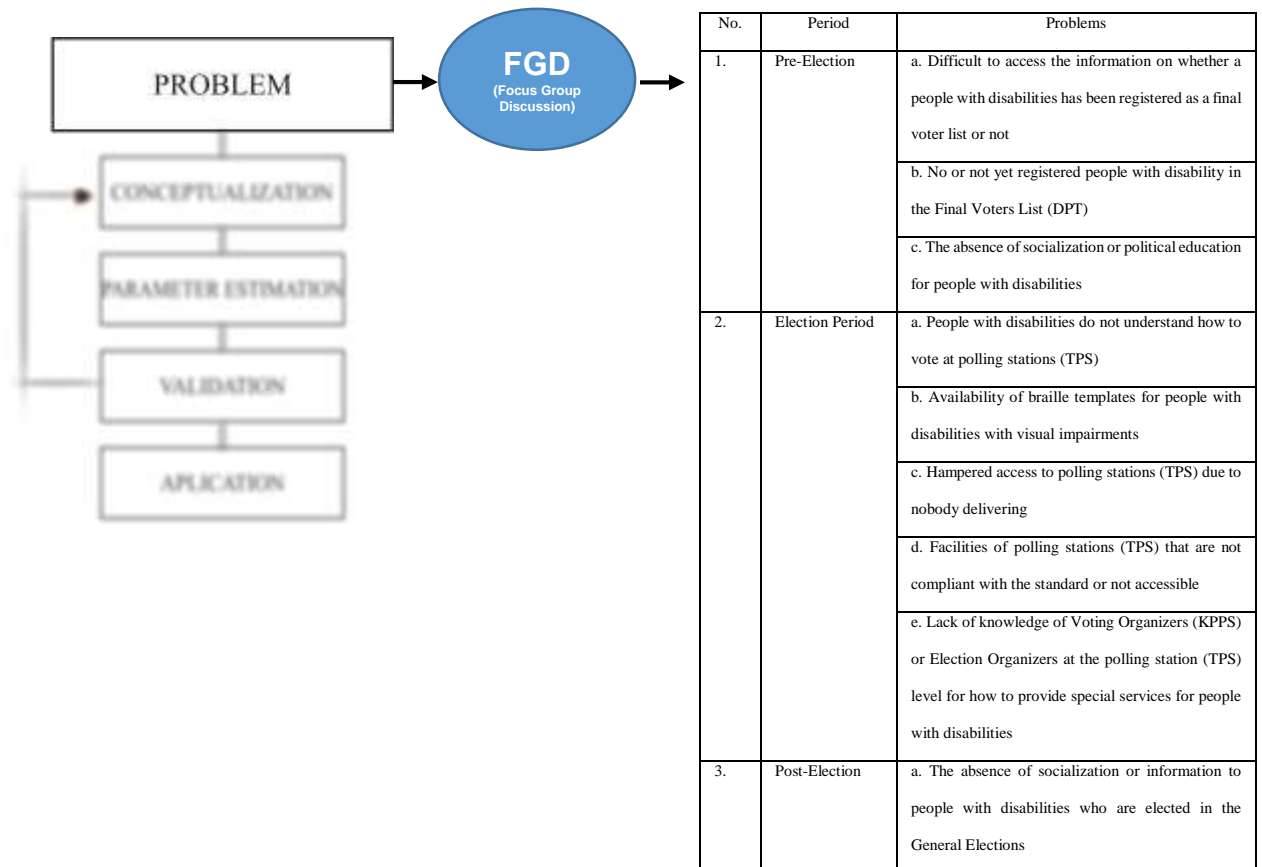 PROBLEM
CONCEPTUALIZATION
PARAMETER ESTIMATION
VALIDATION
APLICATION
FGD
(Focus Group
Discussion)
No. Period Problems
1. Pre-Election a. Difficult to access the information on whether a
people with disabilities has been registered as a final
voter list or not
b. No or not yet registered people with disability in
the Final Voters List (DPT)
c. The absence of socialization or political education
for people with disabilities
2. Election Period a. People with disabilities do not understand how to
vote at polling stations (TPS)
b. Availability of braille templates for people with
disabilities with visual impairments
c. Hampered access to polling stations (TPS) due to
nobody delivering
d. Facilities of polling stations (TPS) that are not
compliant with the standard or not accessible
e. Lack of knowledge of Voting Organizers (KPPS)
or Election Organizers at the polling station (TPS)
level for how to provide special services for people
with disabilities
3. Post-Election a. The absence of socialization or information to
people with disabilities who are elected in the
General Elections